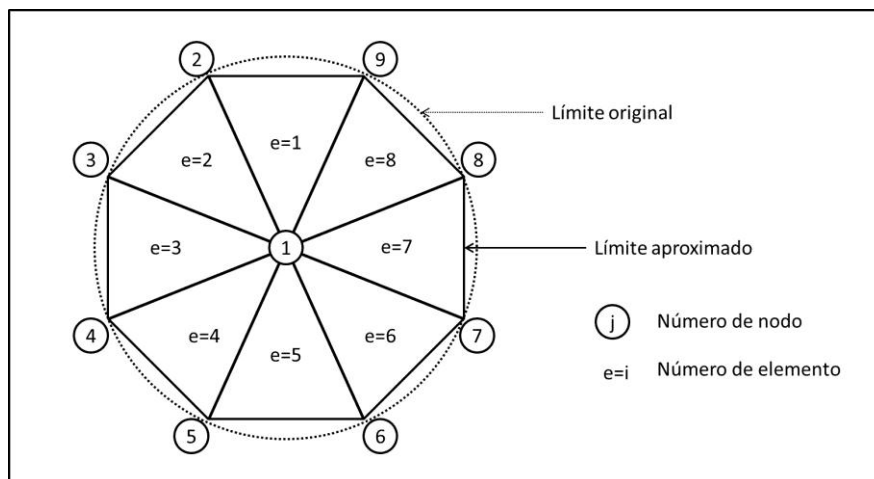 2
9
Límite original
e=1
3
e=2
e=8
8
1
e=3
e=7
Límite aproximado
j
Número de nodo
4
e=4
e=6
7
e=5
e=i
Número de elemento
5
6